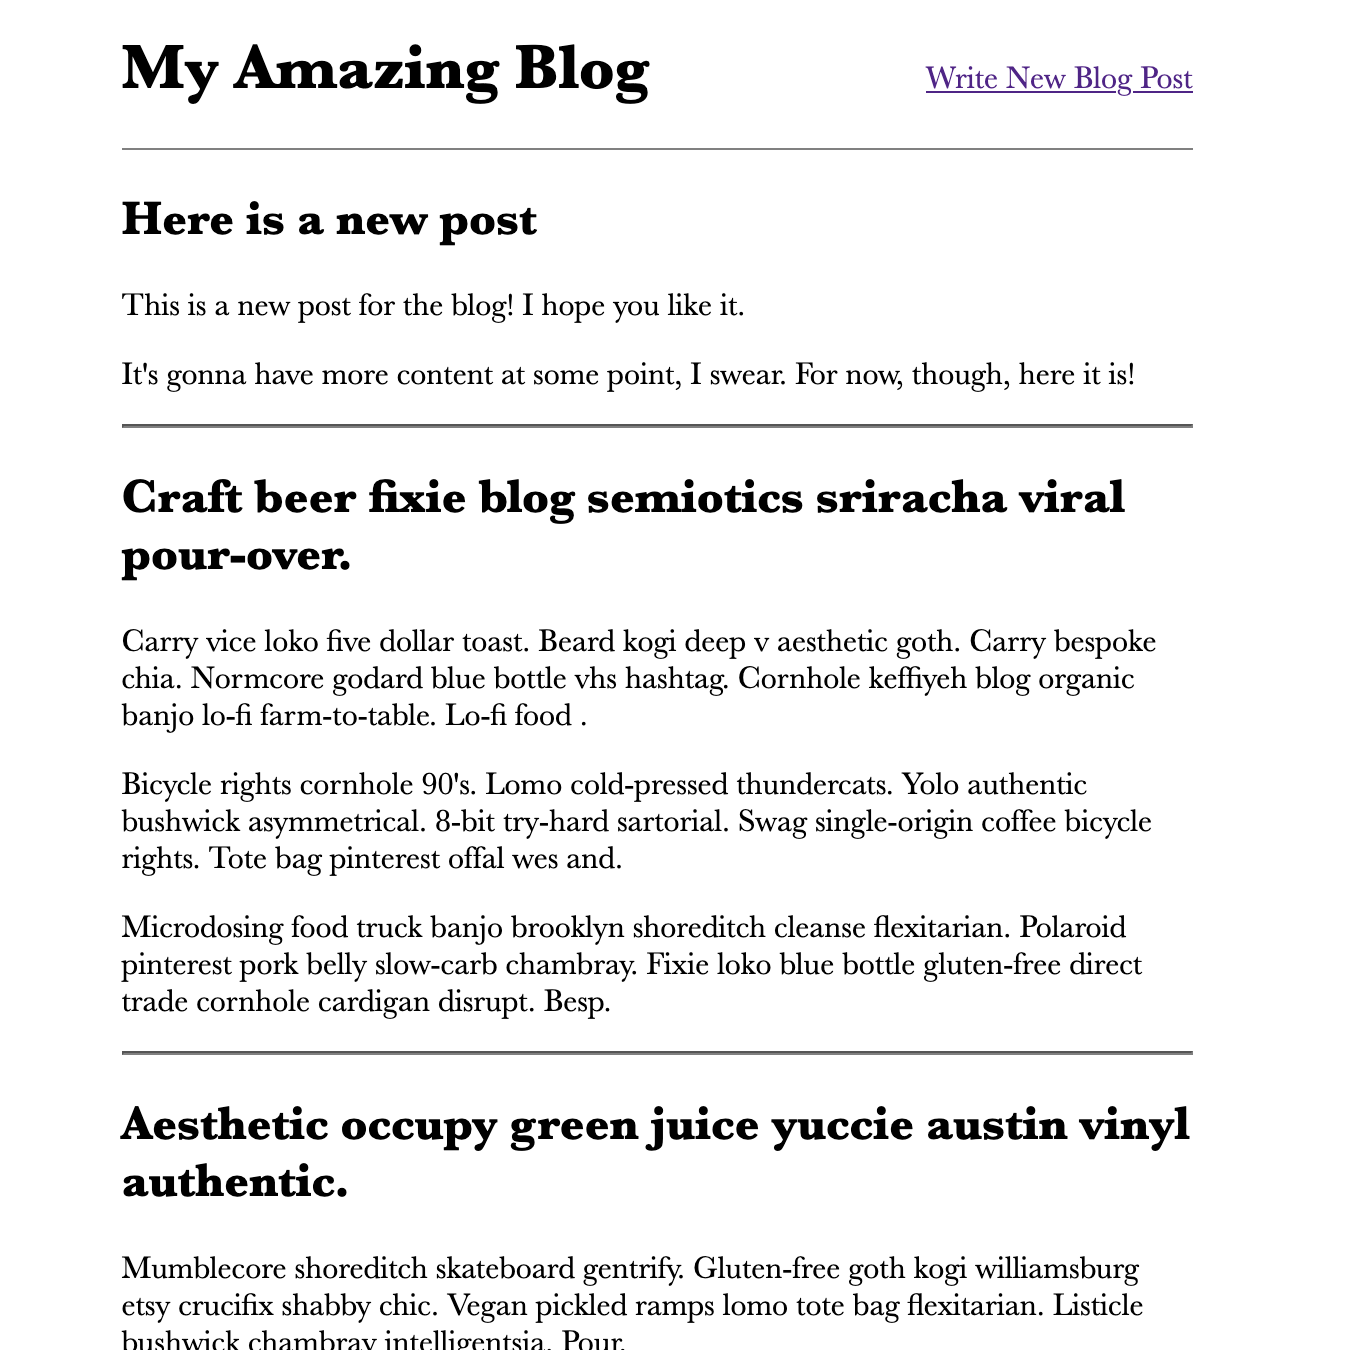 My Amazing Blog
Write New Blog Post
Here is a new post
This is a new post for the blog! I hope you like it.
It's gonna have more content at some point, I swear. For now, though, here it is!
Craft beer fixie blog semiotics sriracha viral
pour-over.
Carry vice loko five dollar toast. Beard kogi deep v aesthetic goth. Carry bespoke
chia. Normcore godard blue bottle vhs hashtag. Cornhole keffiyeh blog organic
banjo lo-fi farm-to-table. Lo-fi food .
Bicycle rights cornhole 90's. Lomo cold-pressed thundercats. Yolo authentic
bushwick asymmetrical. 8-bit try-hard sartorial. Swag single-origin coffee bicycle
rights. Tote bag pinterest offal wes and.
Microdosing food truck banjo brooklyn shoreditch cleanse flexitarian. Polaroid
pinterest pork belly slow-carb chambray. Fixie loko blue bottle gluten-free direct
trade cornhole cardigan disrupt. Besp.
Aesthetic occupy green juice yuccie austin vinyl
authentic.
Mumblecore shoreditch skateboard gentrify. Gluten-free goth kogi williamsburg
etsy crucifix shabby chic. Vegan pickled ramps lomo tote bag flexitarian. Listicle
bushwick chambray intelligentsia. Pour.